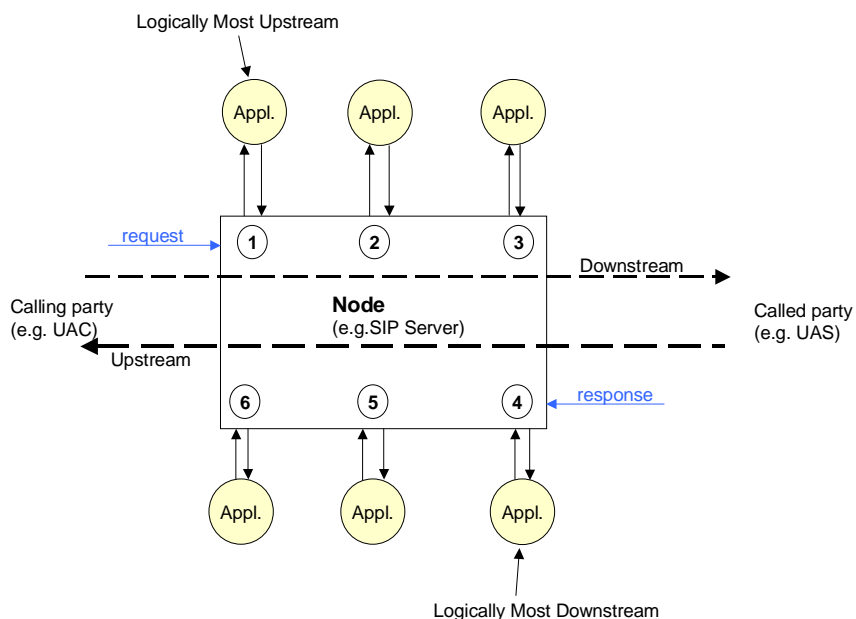 Logically Most Upstream
Appl.
Appl.
Appl.
request
1
2
3
Downstream
Calling party
(e.g. UAC)
Node
(e.g.SIP Server)
Called party
(e.g. UAS)
Upstream
6
5
4
response
Appl.
Appl.
Appl.
Logically Most Downstream